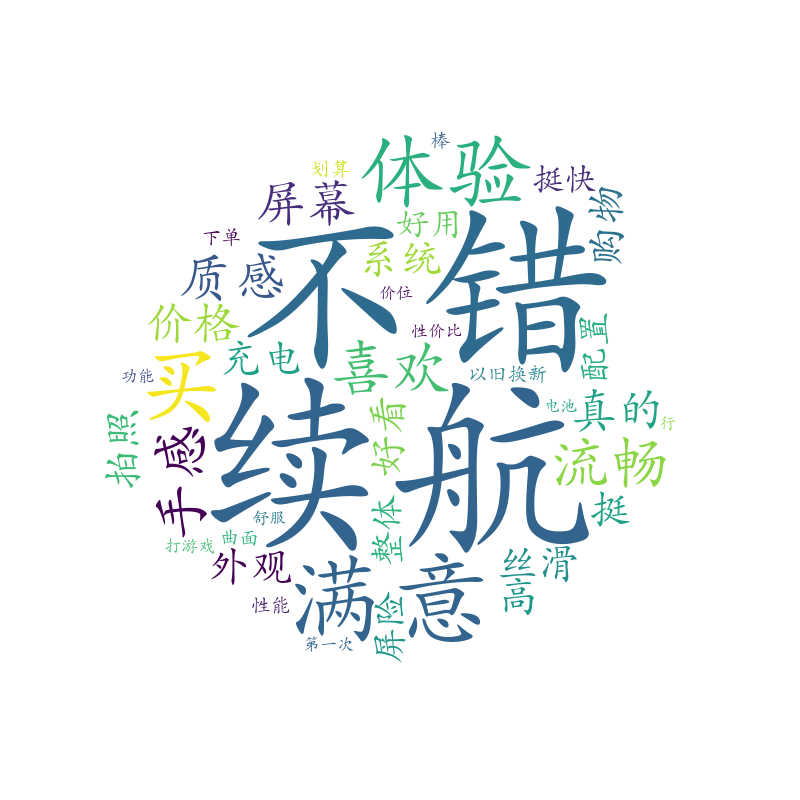 棒
体验
划算
屏幕
挺快
购物
好用
下单
不错
系统
质感
价位
价格
性价比
配置
充电
喜欢
买
功能
以旧换新
续航
电池
真的
行
好看
拍照
手感
流畅
舒服
整体
挺
曲面
打游戏
外观
丝滑
满意
高
性能
屏险
第一次